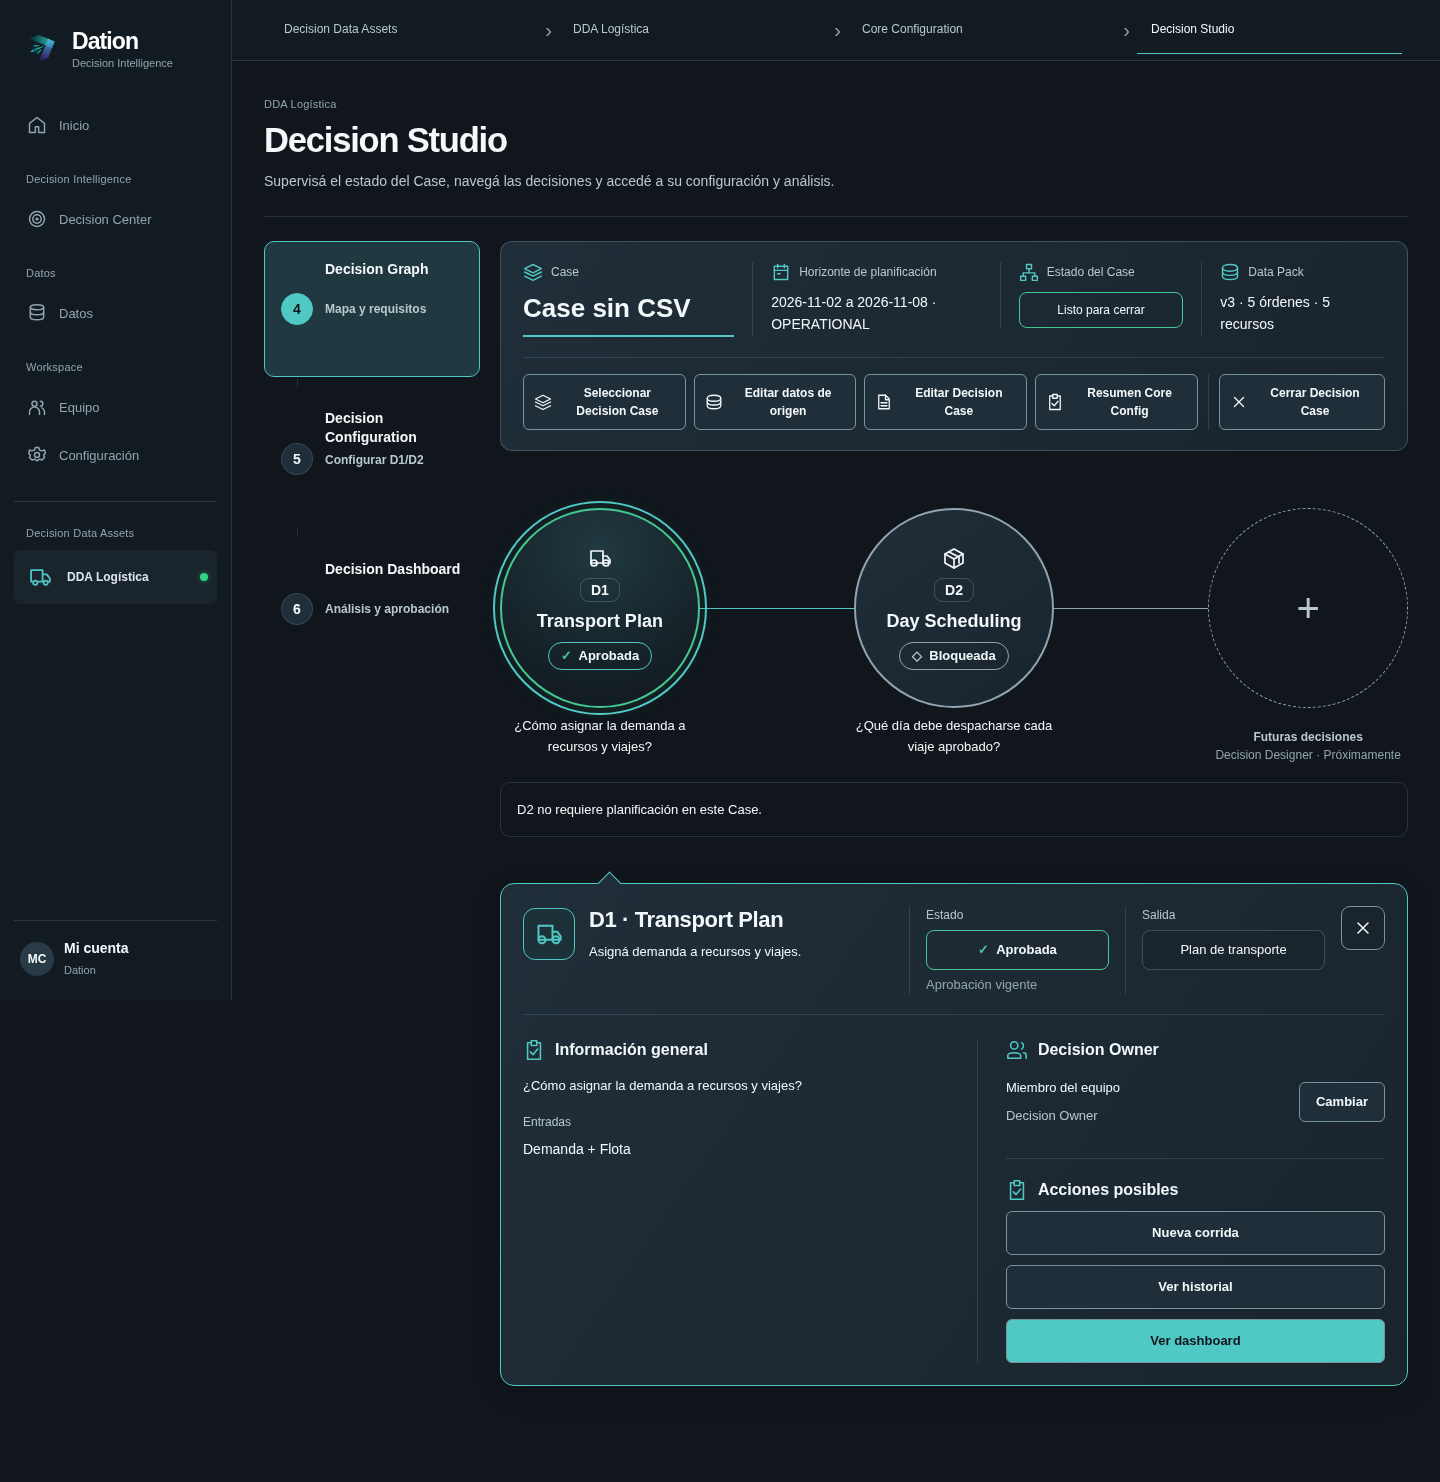 Dation
Decision Intelligence
Inicio
Decision Intelligence
Decision Center
Datos
Datos
Workspace
Equipo
Configuración
Decision Data Assets
DDA Logística
MC
Mi cuenta
Dation
Decision Data Assets
DDA Logística
Core Configuration
Decision Studio
DDA Logística
Decision Studio
Supervisá el estado del Case, navegá las decisiones y accedé a su configuración y análisis.
Decision Graph
4
Mapa y requisitos
Decision
Configuration
5
Configurar D1/D2
Decision Dashboard
6
Análisis y aprobación
Case
Case sin CSV
Horizonte de planificación
2026-11-02 a 2026-11-08 ·
OPERATIONAL
Estado del Case
Listo para cerrar
Data Pack
v3 · 5 órdenes · 5
recursos
Seleccionar
Decision Case
Editar datos de
origen
Editar Decision
Case
Resumen Core
Config
Cerrar Decision
Case
D1
Transport Plan
✓ Aprobada
¿Cómo asignar la demanda a
recursos y viajes?
D2
Day Scheduling
◇ Bloqueada
¿Qué día debe despacharse cada
viaje aprobado?
+
Futuras decisiones
Decision Designer · Próximamente
D2 no requiere planificación en este Case.
D1 · Transport Plan
Asigná demanda a recursos y viajes.
Estado
✓ Aprobada
Aprobación vigente
Salida
Plan de transporte
Información general
¿Cómo asignar la demanda a recursos y viajes?
Entradas
Demanda + Flota
Decision Owner
Miembro del equipo
Decision Owner
Cambiar
Acciones posibles
Nueva corrida
Ver historial
Ver dashboard